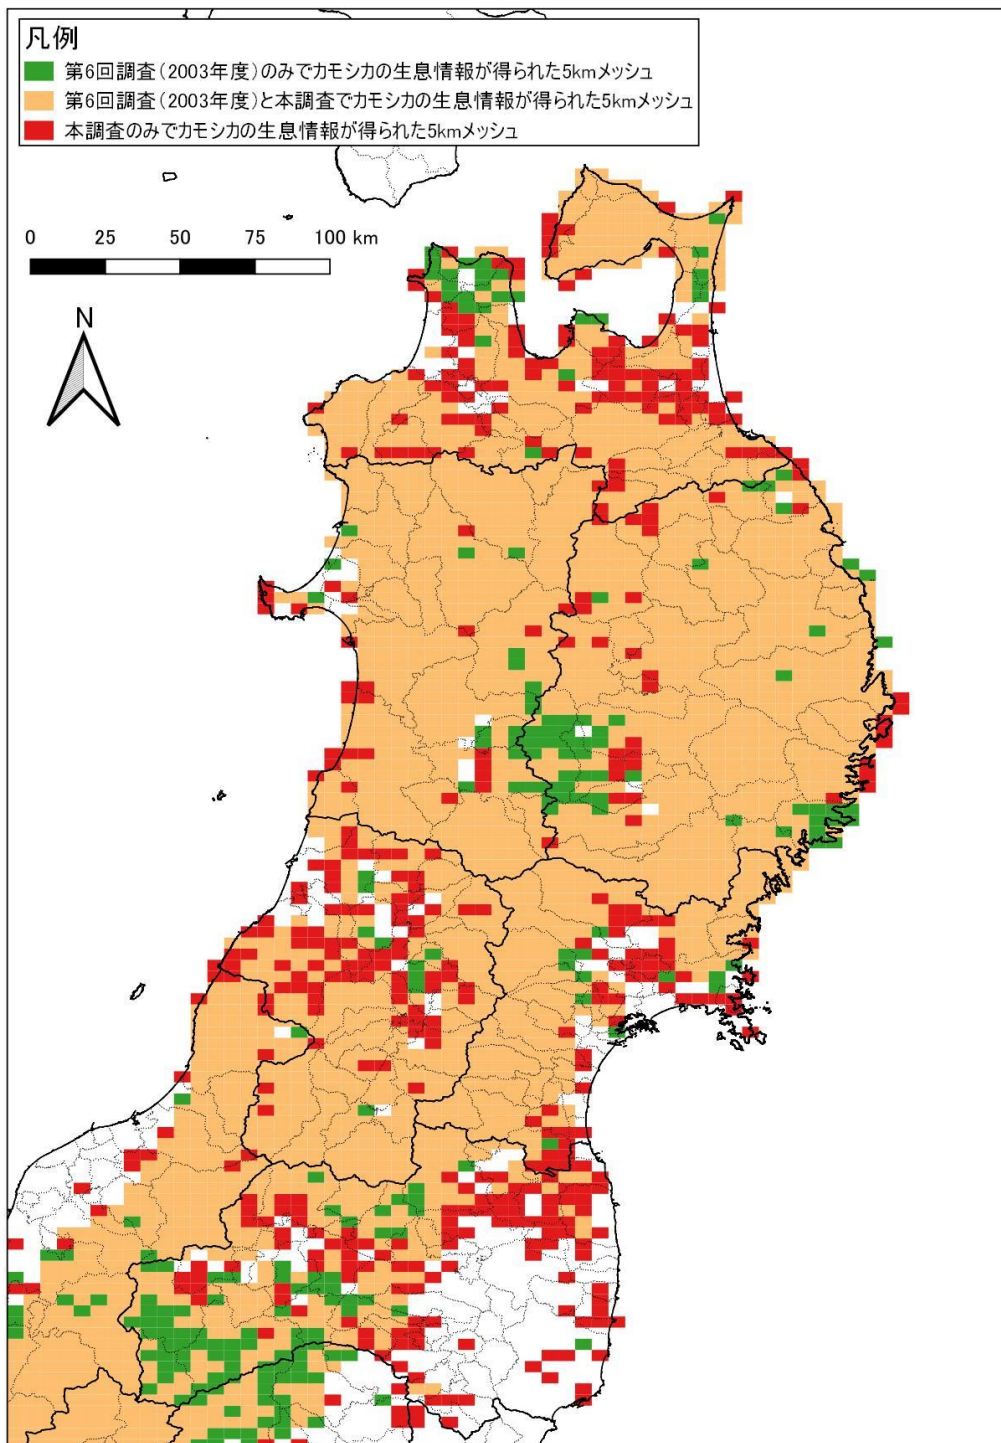 凡例
第6回調査(2003年度)のみでカモシカの生息情報が得られた5kmメッシュ
第6回調査(2003年度)と本調査でカモシカの生息情報が得られた5kmメッシュ
本調査のみでカモシカの生息情報が得られた5kmメッシュ
0 25 50 75 100 km
N